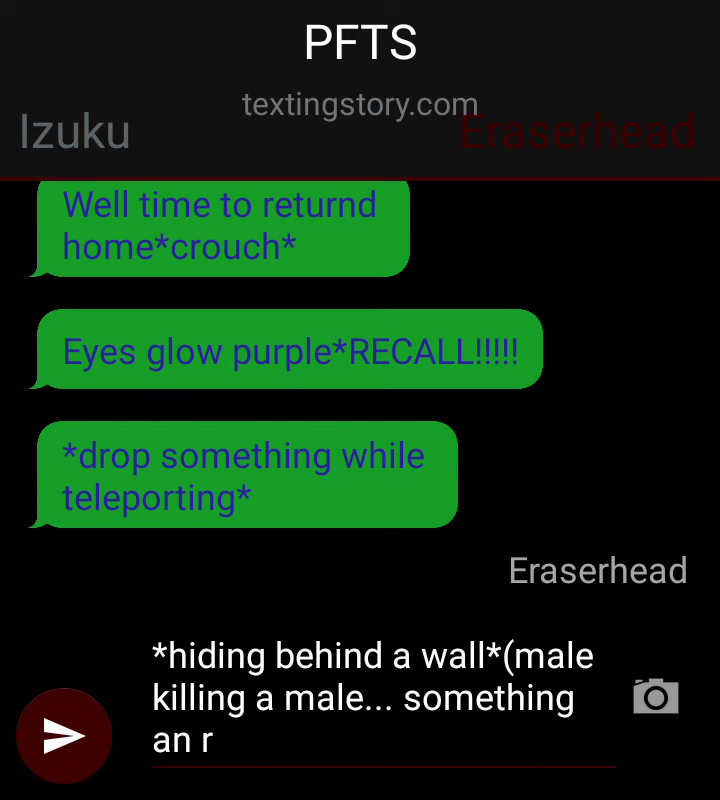 PFTS
textingstory.com
Izuku
Eraserhead
Well time to returnd
home*crouch*
Eyes glow purple*RECALL!!!!!
*drop something while
teleporting*
Eraserhead
*hiding behind a wall*(male
killing a male... something
an r